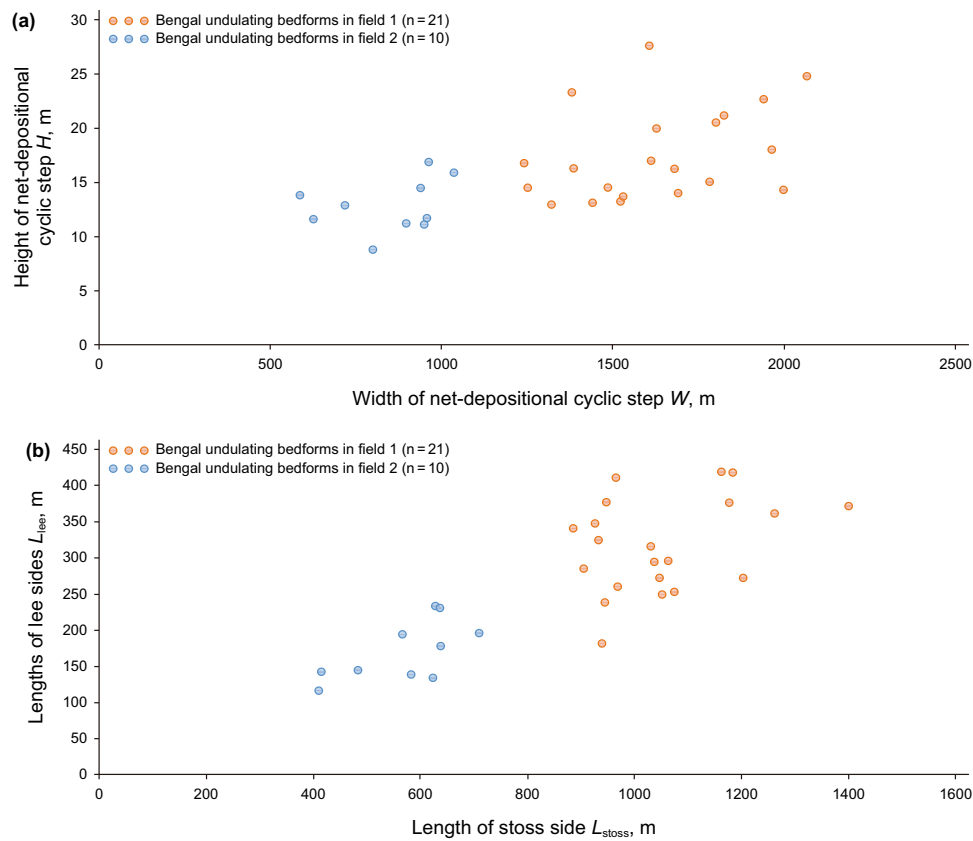 (a)
Bengal undulating bedforms in field 1 (n=21)
Bengal undulating bedforms in field 2 (n=10)
Height of net-depositional
cyclic step H, m
30
25
20
15
10
5
0
0 500 1000 1500 2000 2500
Width of net-depositional cyclic step W, m
(b)
Bengal undulating bedforms in field 1 (n=21)
Bengal undulating bedforms in field 2 (n=10)
Lengths of lee sides Llee, m
450
400
350
300
250
200
150
100
50
0
0 200 400 600 800 1000 1200 1400 1600
Length of stoss side Lstoss, m